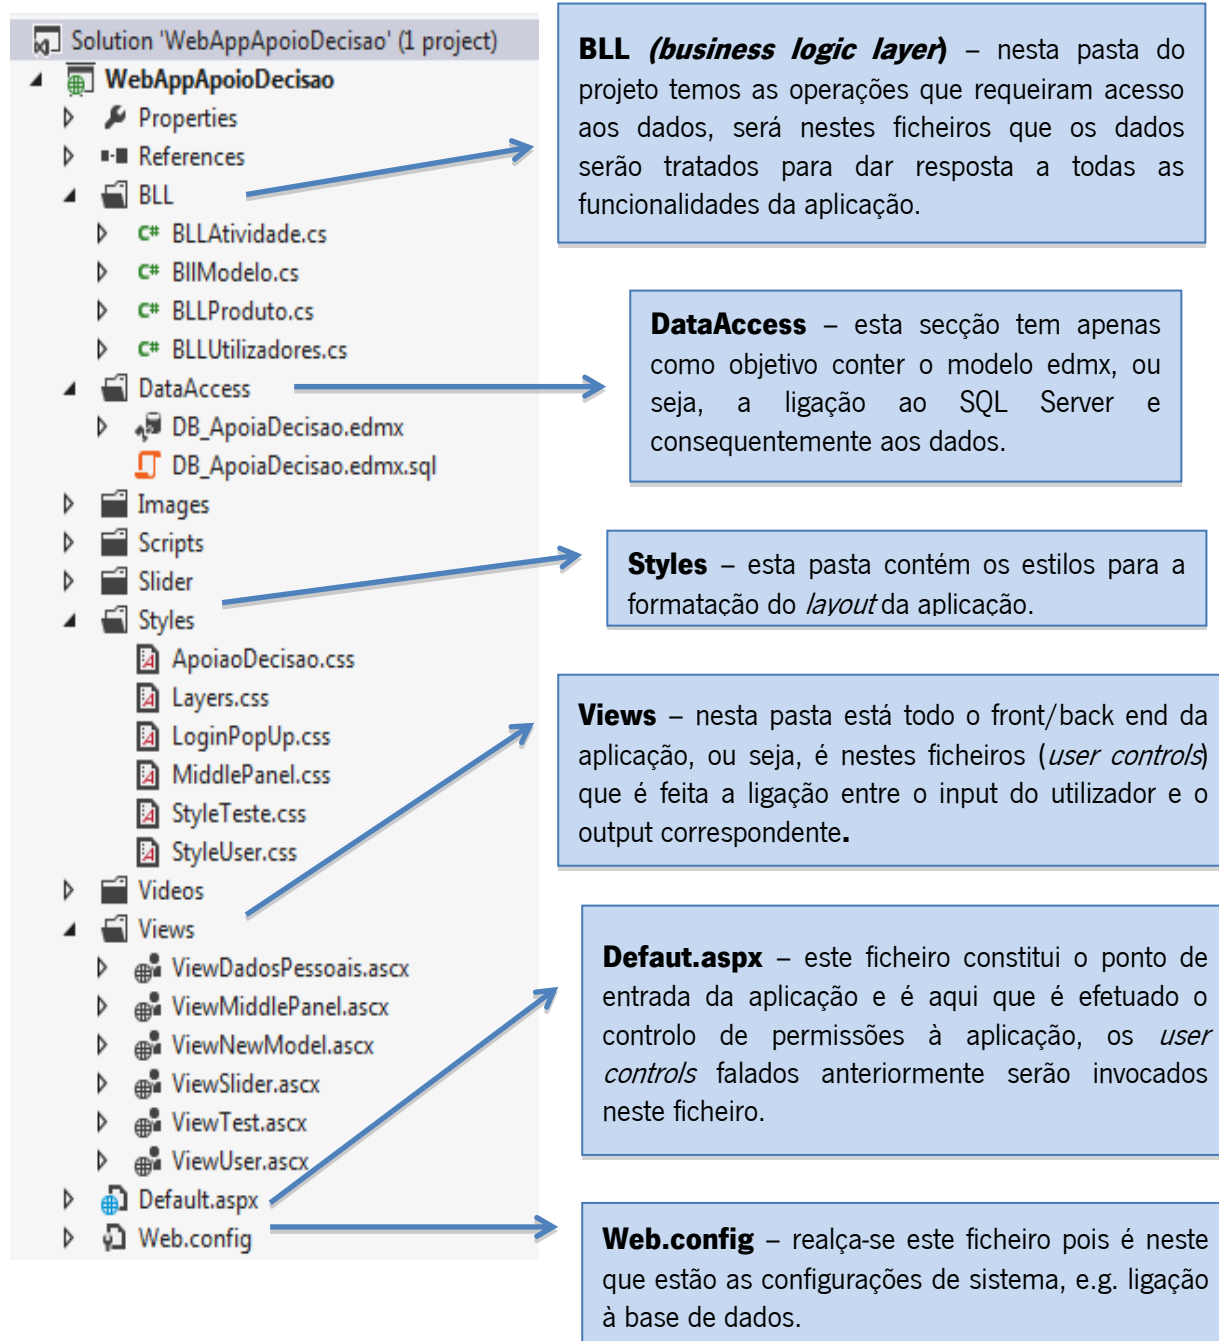 Solution 'WebAppApoioDecisao' (1 project)
WebAppApoioDecisao
Properties
References
BLL
C# BLLAtividade.cs
C# BllModelo.cs
C# BLLProduto.cs
C# BLLUtilizadores.cs
DataAccess
DB_ApoiaDecisao.edmx
DB_ApoiaDecisao.edmx.sql
Images
Scripts
Slider
Styles
ApoiaoDecisao.css
Layers.css
LoginPopUp.css
MiddlePanel.css
StyleTeste.css
StyleUser.css
Videos
Views
ViewDadosPessoais.ascx
ViewMiddlePanel.ascx
ViewNewModel.ascx
ViewSlider.ascx
ViewTest.ascx
ViewUser.ascx
Default.aspx
Web.config
BLL (business logic layer) – nesta pasta do
projeto temos as operações que requeiram acesso
aos dados, será nestes ficheiros que os dados
serão tratados para dar resposta a todas as
funcionalidades da aplicação.
DataAccess – esta secção tem apenas
como objetivo conter o modelo edmx, ou
seja, a ligação ao SQL Server e
consequentemente aos dados.
Styles – esta pasta contém os estilos para a
formatação do layout da aplicação.
Views – nesta pasta está todo o front/back end da
aplicação, ou seja, é nestes ficheiros (user controls)
que é feita a ligação entre o input do utilizador e o
output correspondente.
Defaut.aspx – este ficheiro constitui o ponto de
entrada da aplicação e é aqui que é efetuado o
controlo de permissões à aplicação, os user
controls falados anteriormente serão invocados
neste ficheiro.
Web.config – realça-se este ficheiro pois é neste
que estão as configurações de sistema, e.g. ligação
à base de dados.